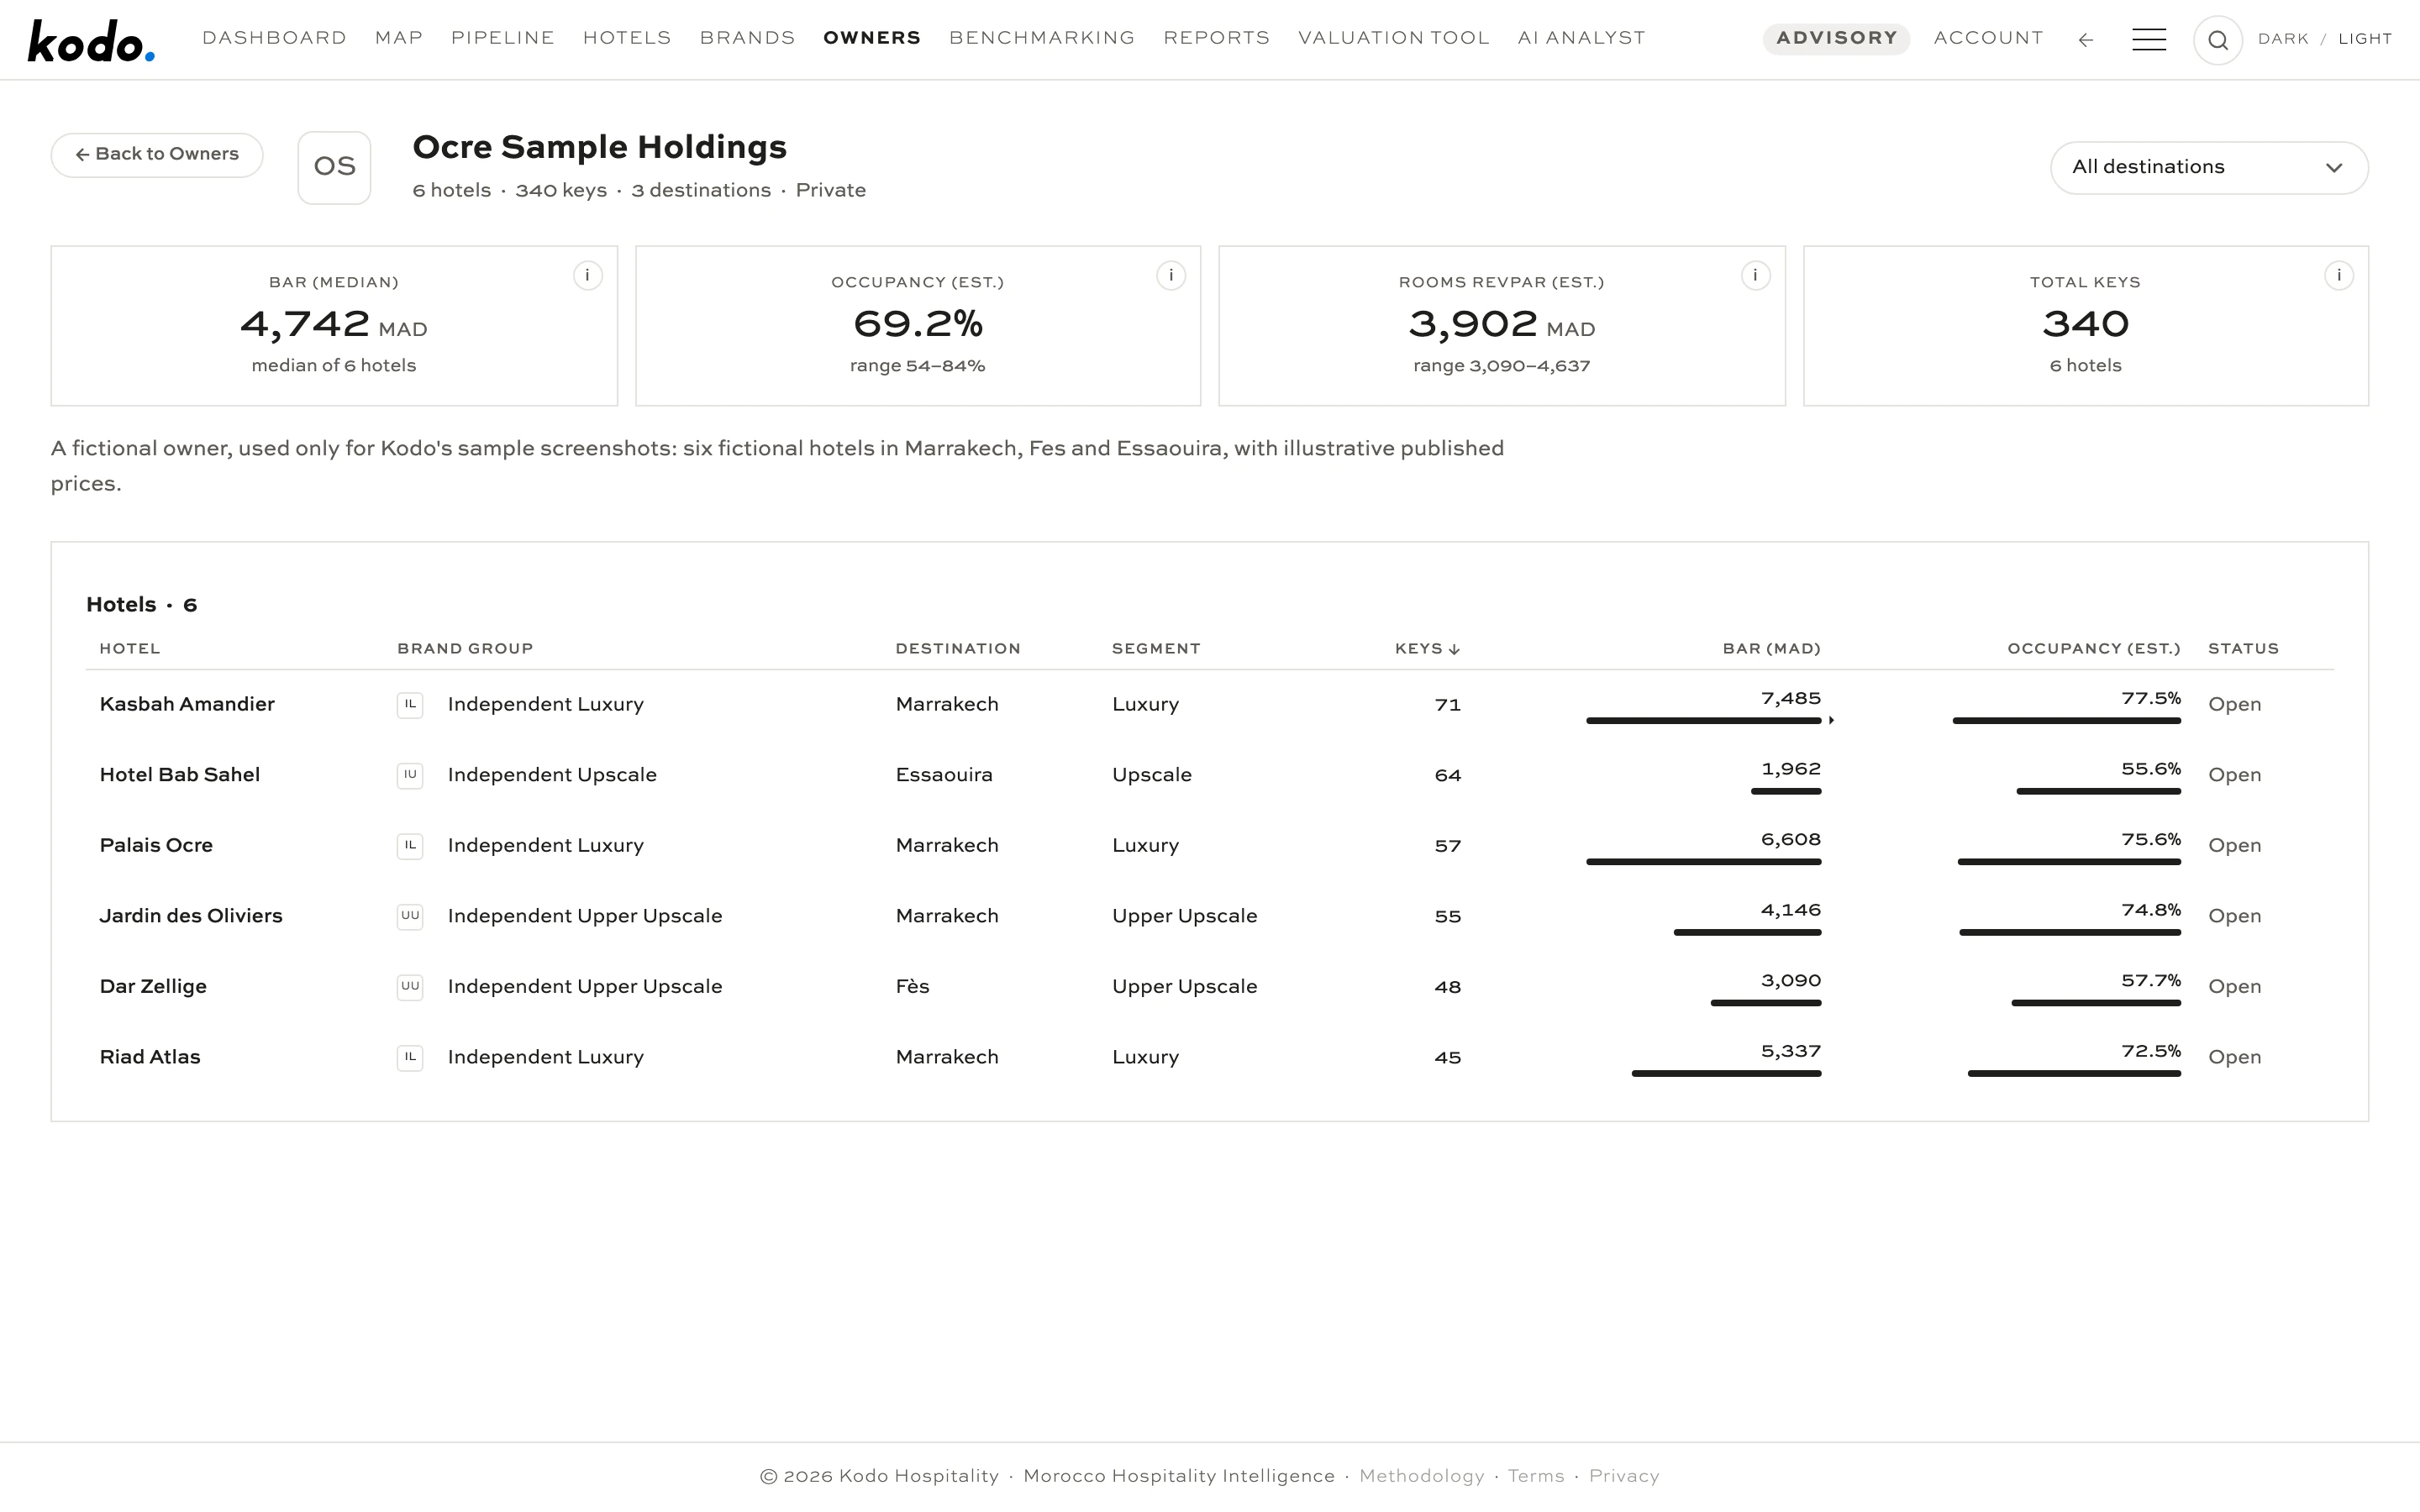 kodo. DASHBOARD MAP PIPELINE HOTELS BRANDS OWNERS BENCHMARKING REPORTS VALUATION TOOL AI ANALYST ADVISORY ACCOUNT ← DARK / LIGHT
← Back to Owners
OS
Ocre Sample Holdings
6 hotels · 340 keys · 3 destinations · Private
All destinations
BAR (MEDIAN) i
4,742 MAD
median of 6 hotels
OCCUPANCY (EST.) i
69.2%
range 54–84%
ROOMS REVPAR (EST.) i
3,902 MAD
range 3,090–4,637
TOTAL KEYS i
340
6 hotels
A fictional owner, used only for Kodo's sample screenshots: six fictional hotels in Marrakech, Fes and Essaouira, with illustrative published
prices.
Hotels · 6
HOTEL BRAND GROUP DESTINATION SEGMENT KEYS ↓ BAR (MAD) OCCUPANCY (EST.) STATUS
Kasbah Amandier IL Independent Luxury Marrakech Luxury 71 7,485 77.5% Open
Hotel Bab Sahel IU Independent Upscale Essaouira Upscale 64 1,962 55.6% Open
Palais Ocre IL Independent Luxury Marrakech Luxury 57 6,608 75.6% Open
Jardin des Oliviers UU Independent Upper Upscale Marrakech Upper Upscale 55 4,146 74.8% Open
Dar Zellige UU Independent Upper Upscale Fès Upper Upscale 48 3,090 57.7% Open
Riad Atlas IL Independent Luxury Marrakech Luxury 45 5,337 72.5% Open
© 2026 Kodo Hospitality · Morocco Hospitality Intelligence · Methodology · Terms · Privacy